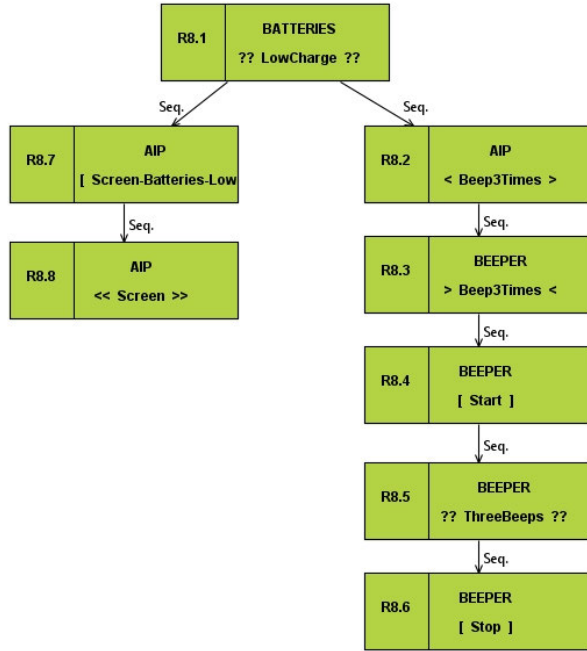 R8.1
BATTERIES
?? LowCharge ??
Seq.
Seq.
R8.7
AIP
[ Screen-Batteries-Low
R8.2
AIP
< Beep3Times >
Seq.
Seq.
R8.8
AIP
<< Screen >>
R8.3
BEEPER
> Beep3Times <
Seq.
R8.4
BEEPER
[ Start ]
Seq.
R8.5
BEEPER
?? ThreeBeeps ??
Seq.
R8.6
BEEPER
[ Stop ]